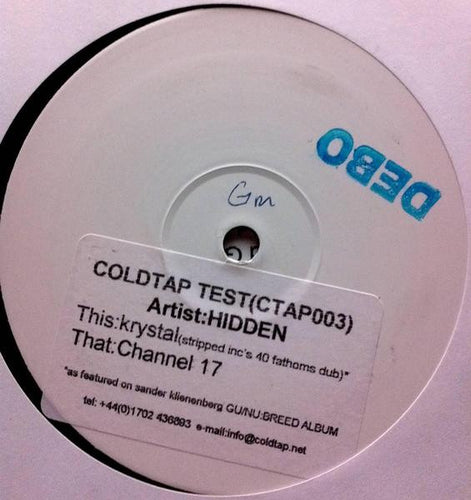 DEBO
Gm
COLDTAP TEST(CTAP003)
Artist:HIDDEN
This:krystal(stripped inc's 40 fathoms dub)"
That:Channel 17
"as featured on sander klienenberg GU/NU:BREED ALBUM
tel: +44(0)1702 436893 e-mail:info@coldtap.net